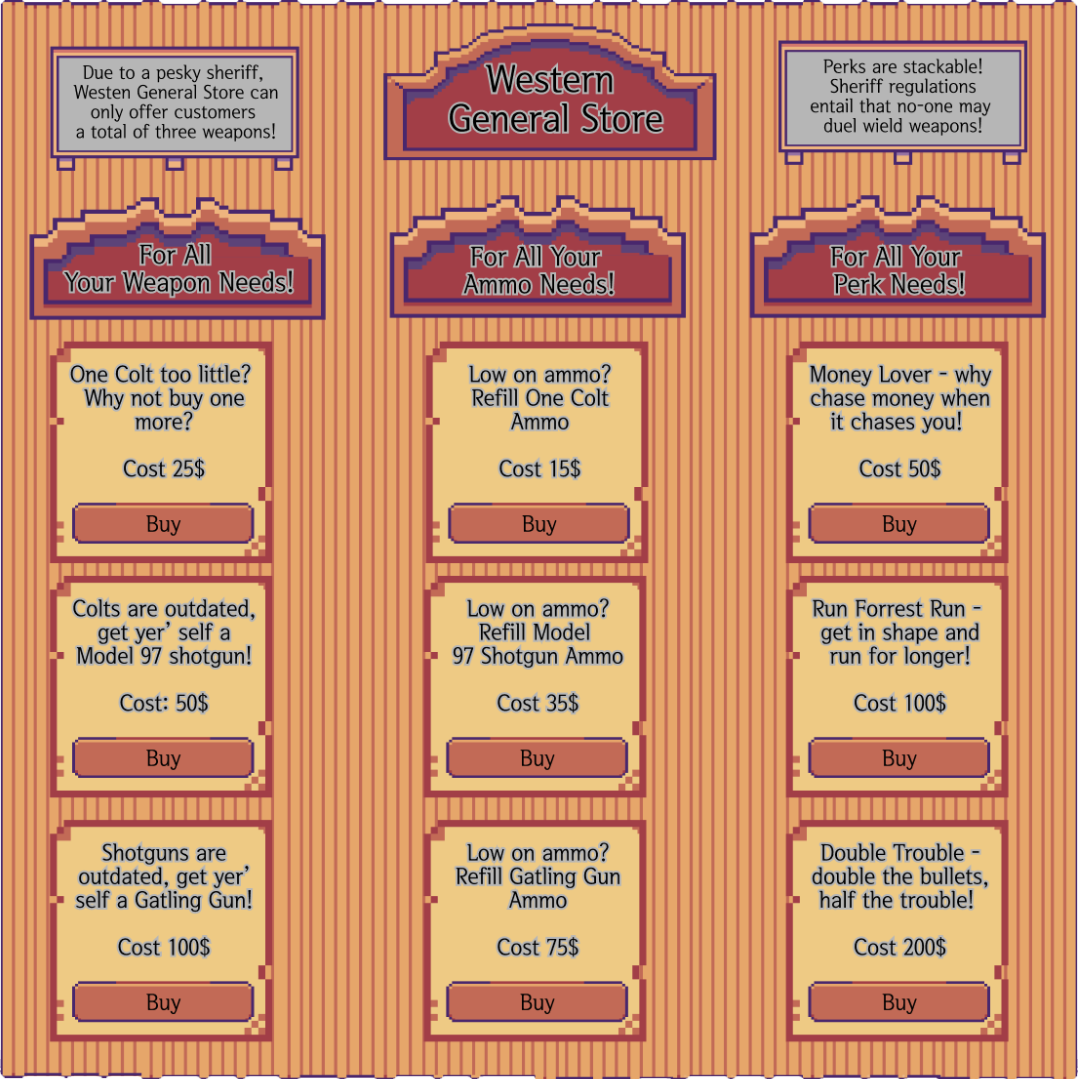 Due to a pesky sheriff,
Westen General Store can
only offer customers
a total of three weapons!
Western
General Store
Perks are stackable!
Sheriff regulations
entail that no-one may
duel wield weapons!
For All
Your Weapon Needs!
For All Your
Ammo Needs!
For All Your
Perk Needs!
One Colt too little?
Why not buy one
more?
Cost 25$
Buy
Low on ammo?
Refill One Colt
Ammo
Cost 15$
Buy
Money Lover - why
chase money when
it chases you!
Cost 50$
Buy
Colts are outdated,
get yer' self a
Model 97 shotgun!
Cost: 50$
Buy
Low on ammo?
Refill Model
97 Shotgun Ammo
Cost 35$
Buy
Run Forrest Run -
get in shape and
run for longer!
Cost 100$
Buy
Shotguns are
outdated, get yer'
self a Gatling Gun!
Cost 100$
Buy
Low on ammo?
Refill Gatling Gun
Ammo
Cost 75$
Buy
Double Trouble -
double the bullets,
half the trouble!
Cost 200$
Buy